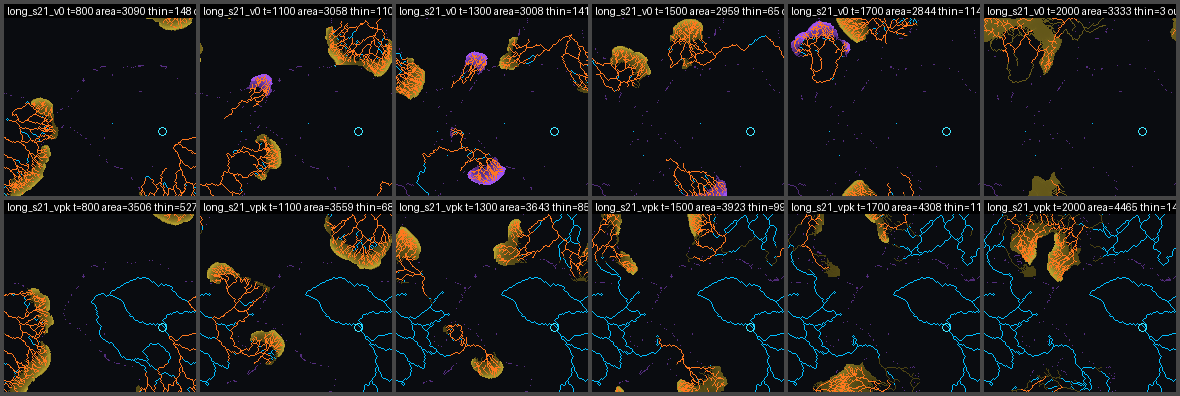 long_s21_v0 t=800 area=3090 thin=148
long_s21_v0 t=1100 area=3058 thin=110
long_s21_v0 t=1300 area=3008 thin=141
long_s21_v0 t=1500 area=2959 thin=65
long_s21_v0 t=1700 area=2844 thin=114
long_s21_v0 t=2000 area=3333 thin=3 ou
long_s21_vpk t=800 area=3506 thin=527
long_s21_vpk t=1100 area=3559 thin=68
long_s21_vpk t=1300 area=3643 thin=85
long_s21_vpk t=1500 area=3923 thin=99
long_s21_vpk t=1700 area=4308 thin=11
long_s21_vpk t=2000 area=4465 thin=14